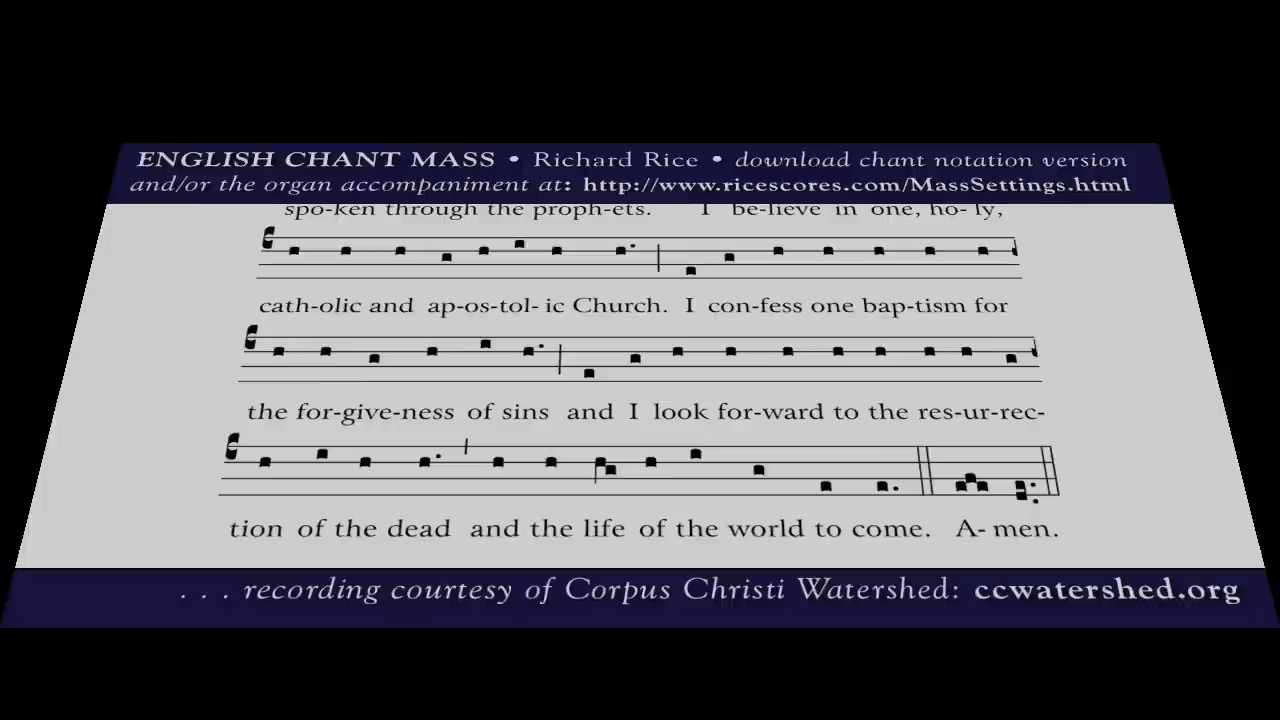 ENGLISH CHANT MASS • Richard Rice • download chant notation version
and/or the organ accompaniment at: http://www.ricescores.com/MassSettings.html
spo-ken through the proph-ets. I be-lieve in one, ho- ly,
cath-olic and ap-os-tol- ic Church. I con-fess one bap-tism for
the for-give-ness of sins and I look for-ward to the res-ur-rec-
tion of the dead and the life of the world to come. A- men.
. . . recording courtesy of Corpus Christi Watershed: ccwatershed.org